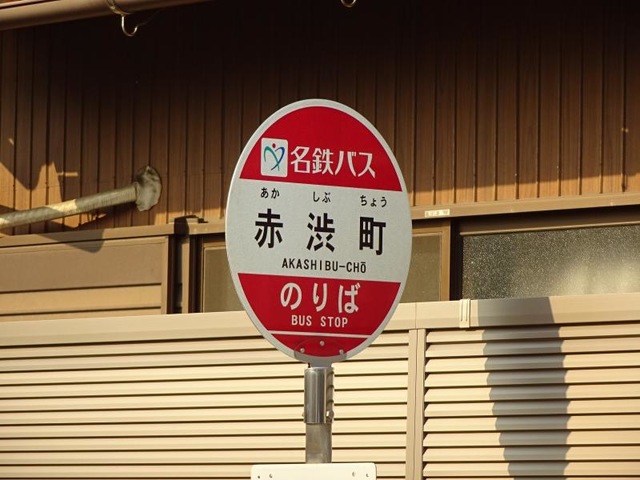 名鉄バス
あか しぶ ちょう
赤渋町
AKASHIBU-CHŌ
のりば
BUS STOP